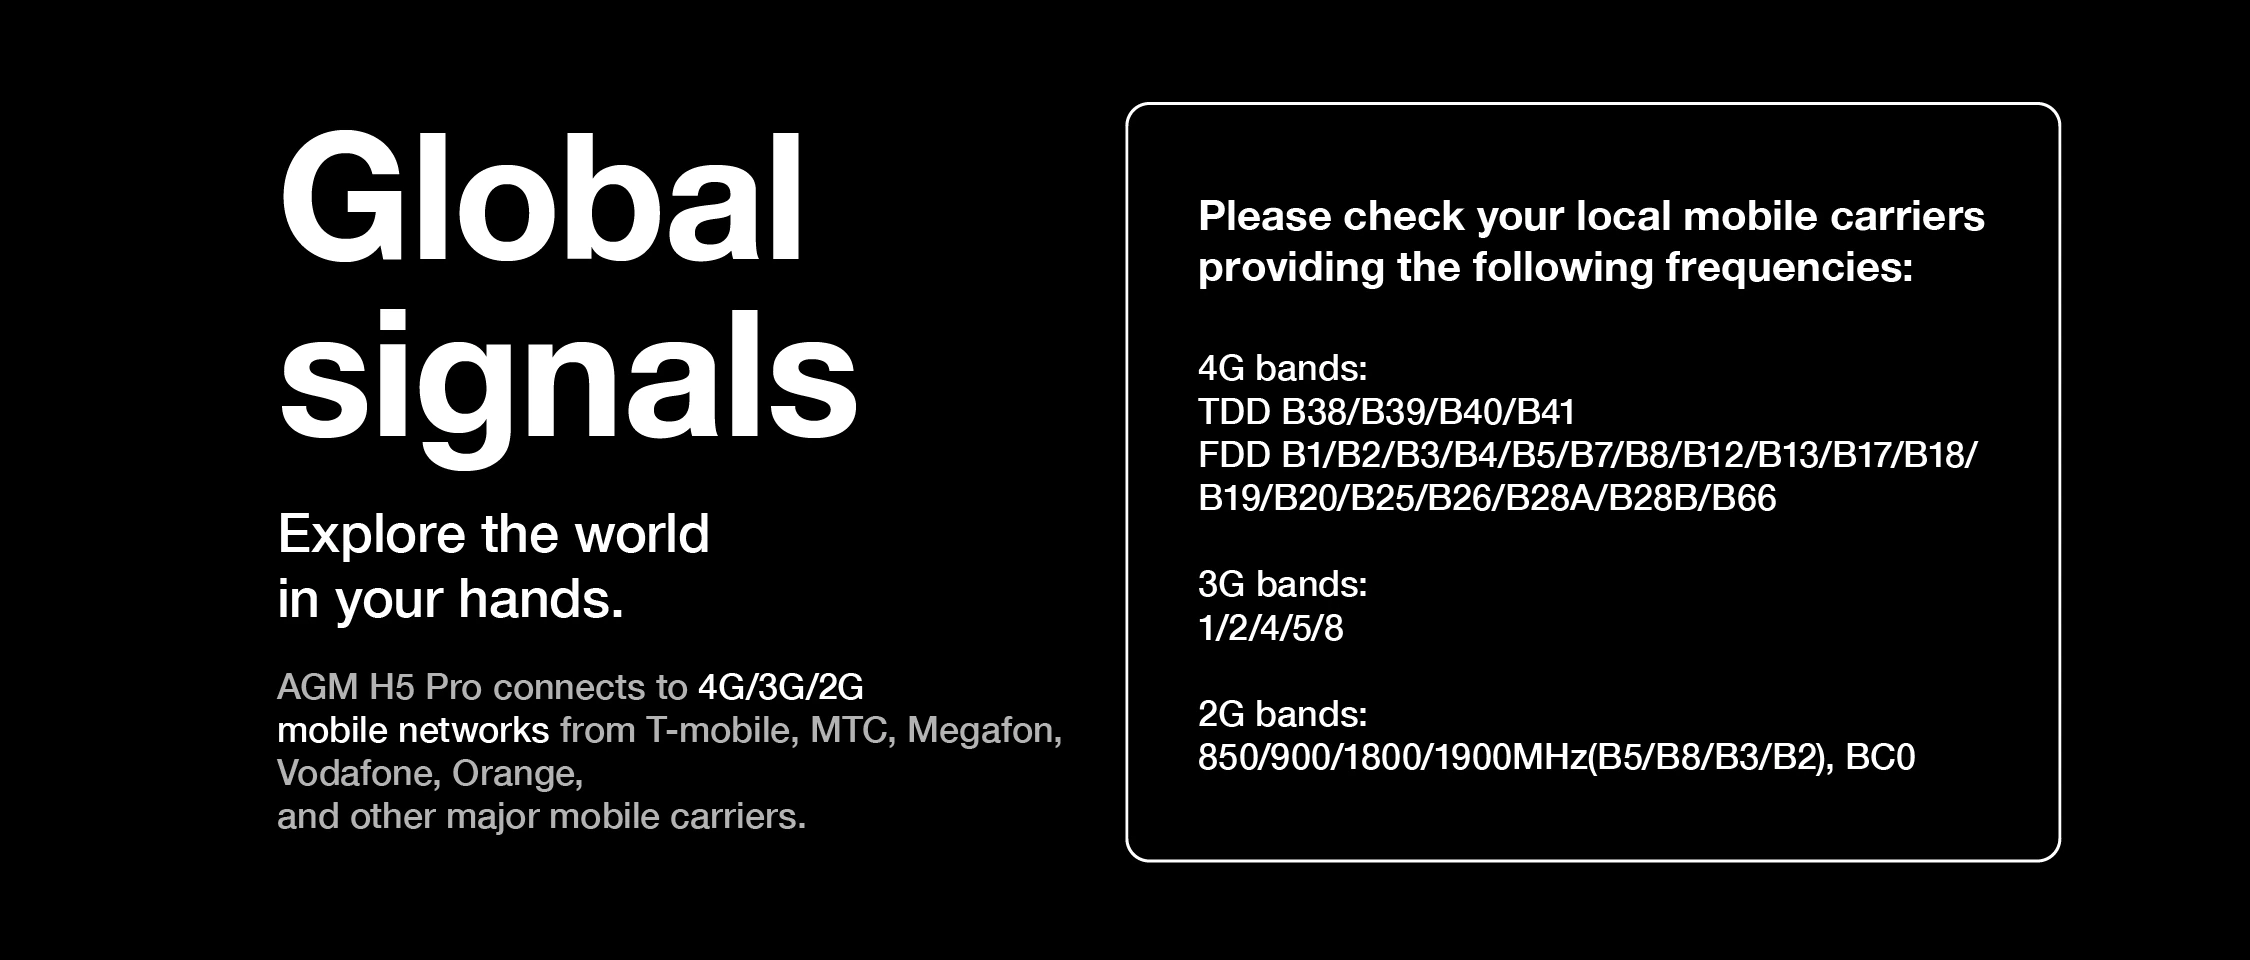 Global
signals
Explore the world
in your hands.
AGM H5 Pro connects to 4G/3G/2G
mobile networks from T-mobile, MTC, Megafon,
Vodafone, Orange,
and other major mobile carriers.
Please check your local mobile carriers
providing the following frequencies:
4G bands:
TDD B38/B39/B40/B41
FDD B1/B2/B3/B4/B5/B7/B8/B12/B13/B17/B18/
B19/B20/B25/B26/B28A/B28B/B66
3G bands:
1/2/4/5/8
2G bands:
850/900/1800/1900MHz(B5/B8/B3/B2), BC0